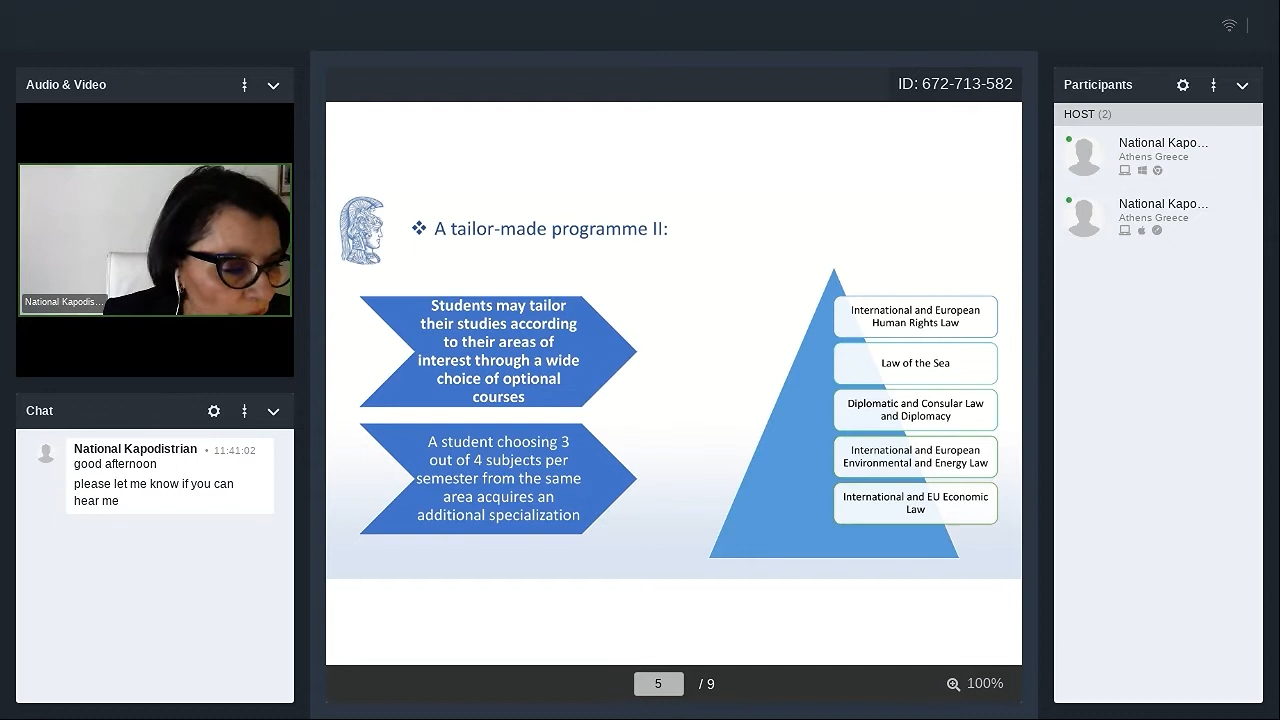 Audio & Video
National Kapodis...
Chat
National Kapodistrian • 11:41:02
good afternoon
please let me know if you can
hear me
ID: 672-713-582
❖ A tailor-made programme II:
Students may tailor
their studies according
to their areas of
interest through a wide
choice of optional
courses
A student choosing 3
out of 4 subjects per
semester from the same
area acquires an
additional specialization
International and European
Human Rights Law
Law of the Sea
Diplomatic and Consular Law
and Diplomacy
International and European
Environmental and Energy Law
International and EU Economic
Law
5 / 9
100%
Participants
HOST (2)
National Kapo...
Athens Greece
National Kapo...
Athens Greece